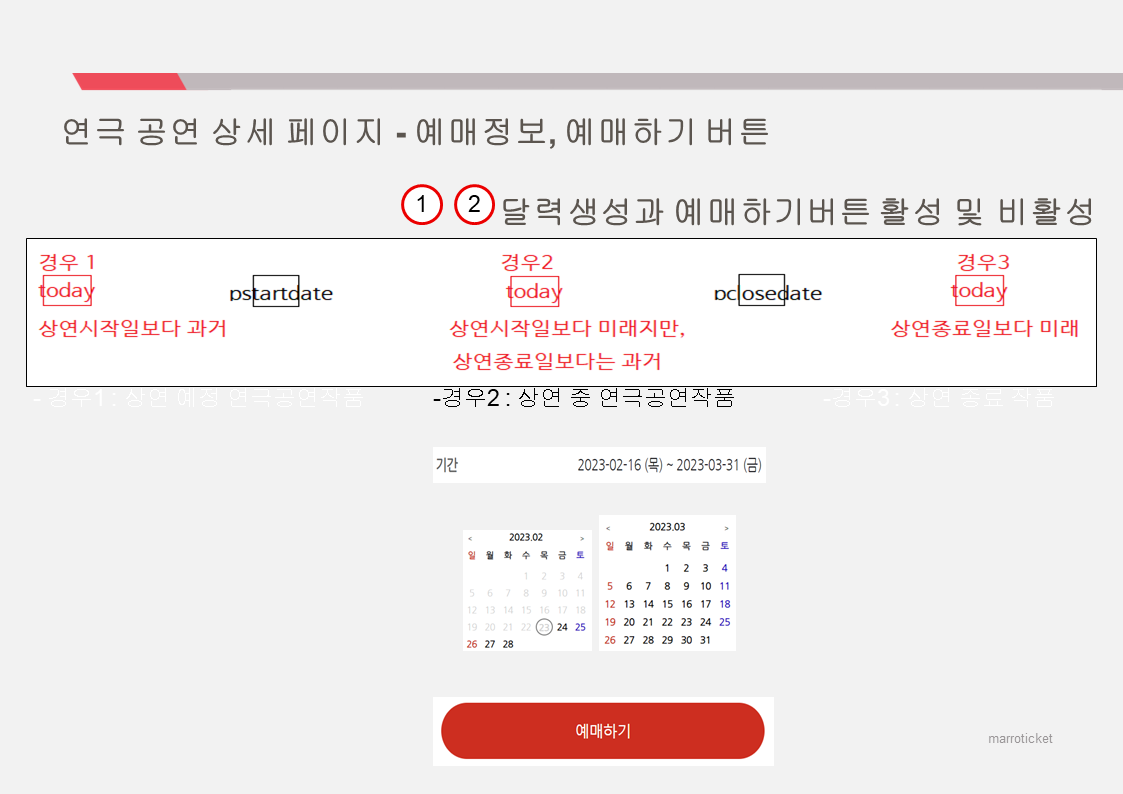 연극 공연 상세 페이지 - 예매정보, 예매하기 버튼
1 2 달력생성과 예매하기버튼 활성 및 비활성
경우 1 경우2 경우3
today pstartdate today pclosedate today
상연시작일보다 과거 상연시작일보다 미래지만, 상연종료일보다 미래
상연종료일보다는 과거
- 경우1 : 상연 예정 연극공연작품 -경우2 : 상연 중 연극공연작품 -경우3 : 상연 종료 작품
기간 2023-02-16 (목) ~ 2023-03-31 (금)
< 2023.02 >
일 월 화 수 목 금 토
1 2 3 4
5 6 7 8 9 10 11
12 13 14 15 16 17 18
19 20 21 22 23 24 25
26 27 28
< 2023.03 >
일 월 화 수 목 금 토
1 2 3 4
5 6 7 8 9 10 11
12 13 14 15 16 17 18
19 20 21 22 23 24 25
26 27 28 29 30 31
예매하기
marroticket